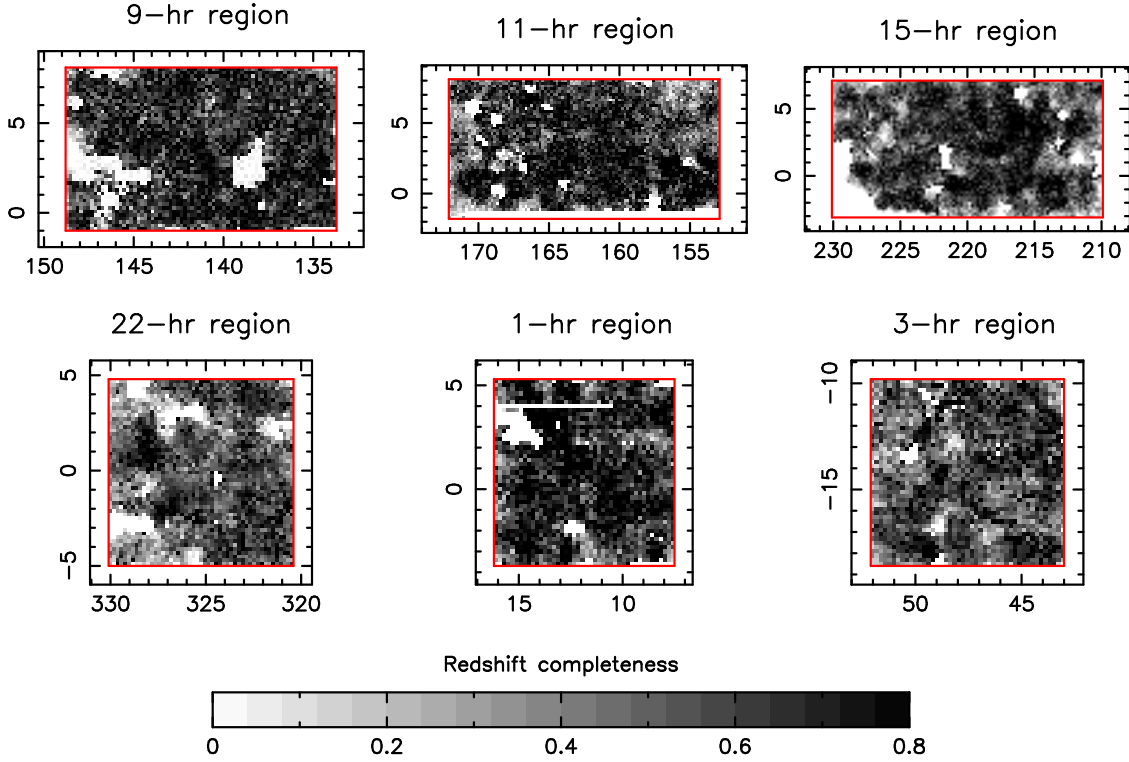 9-hr region
11-hr region
15-hr region
5
0
150 145 140 135
5
0
170 165 160 155
5
0
230 225 220 215 210
22-hr region
1-hr region
3-hr region
5
0
-5
330 325 320
5
0
15 10
-10
-15
50 45
Redshift completeness
0 0.2 0.4 0.6 0.8